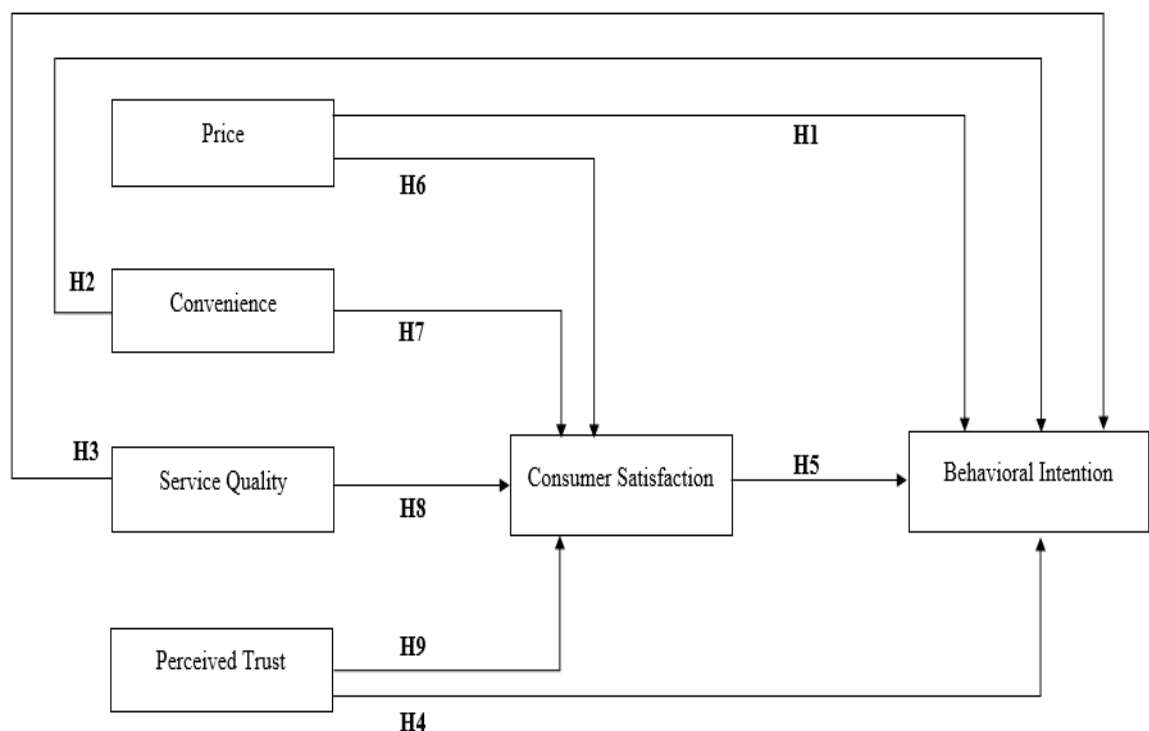 Price
H1
H6
H2
Convenience
H7
H3
Service Quality
H8
Consumer Satisfaction
H5
Behavioral Intention
Perceived Trust
H9
H4